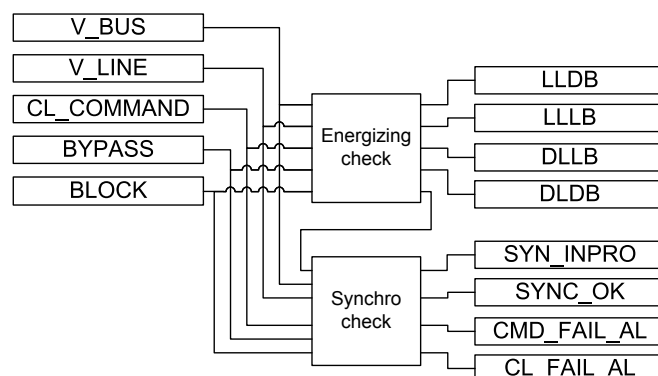 V_BUS
V_LINE
CL_COMMAND
BYPASS
BLOCK
Energizing
check
LLDB
LLLB
DLLB
DLDB
Synchro
check
SYN_INPRO
SYNC_OK
CMD_FAIL_AL
CL_FAIL_AL